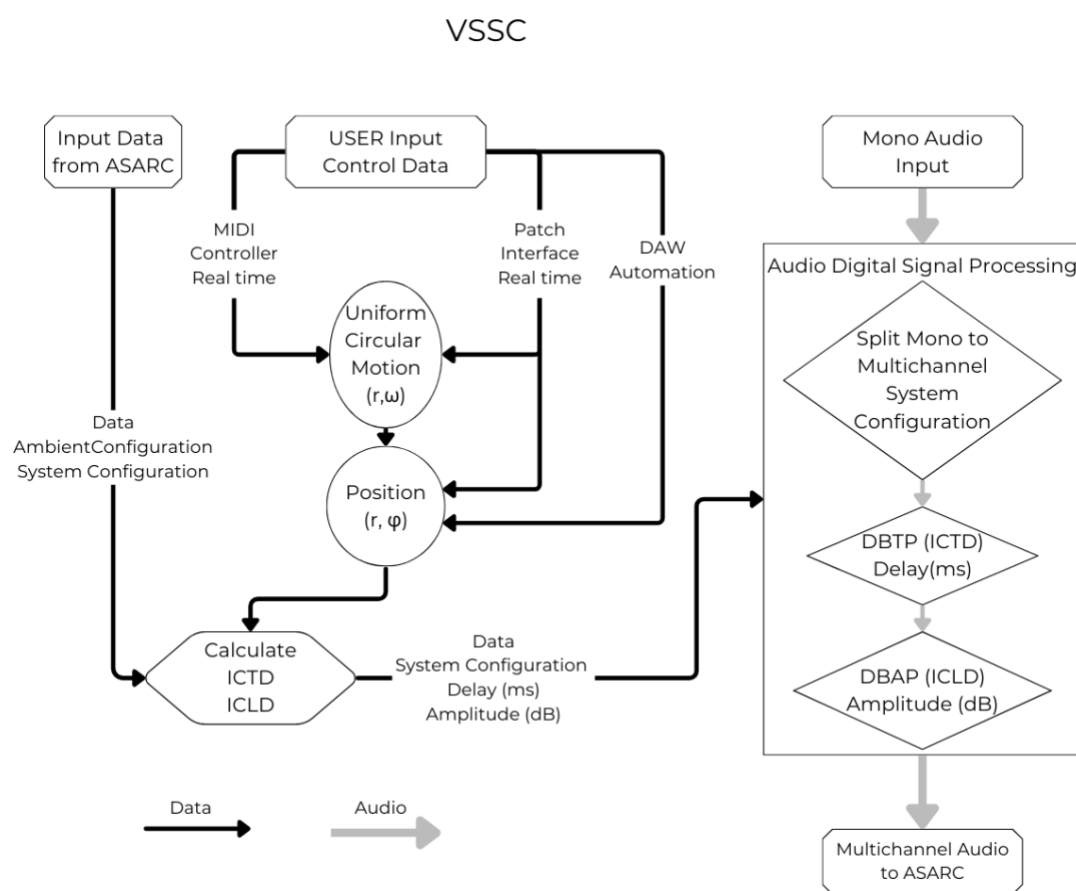 VSSC
Input Data
from ASARC
USER Input
Control Data
Mono Audio
Input
MIDI
Controller
Real time
Patch
Interface
Real time
DAW
Automation
Audio Digital Signal Processing
Uniform
Circular
Motion
(r,ω)
Split Mono to
Multichannel
System
Configuration
Data
AmbientConfiguration
System Configuration
Position
(r, φ)
DBTP (ICTD)
Delay(ms)
Calculate
ICTD
ICLD
Data
System Configuration
Delay (ms)
Amplitude (dB)
DBAP (ICLD)
Amplitude (dB)
Data
Audio
Multichannel Audio
to ASARC